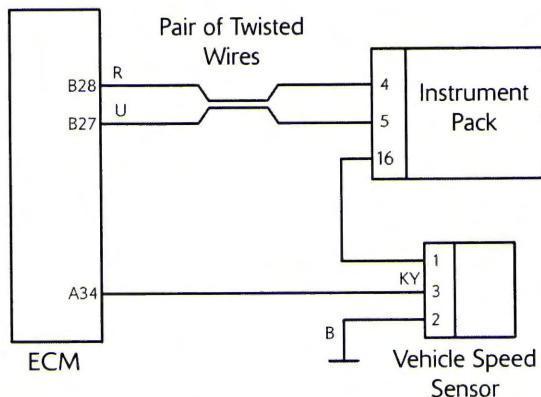 Pair of Twisted
Wires
R
B28
4
Instrument
Pack
U
B27
5
16
1
KY
A34
3
2
B
ECM
Vehicle Speed
Sensor